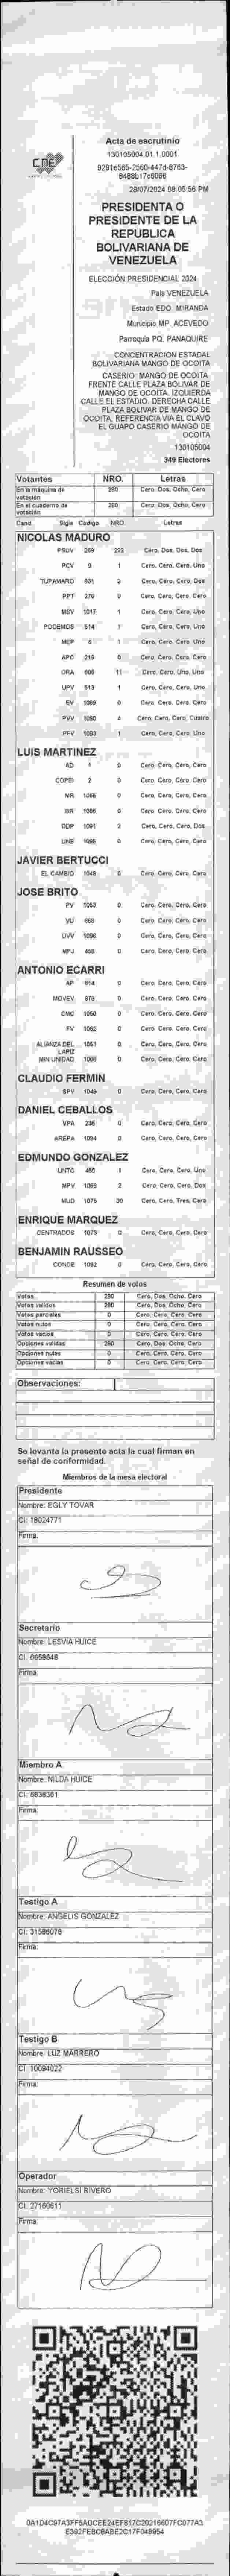 CNE
Acta de escrutinio
130105004.01.1.0001
28/07/2024 08:05:56 PM
PRESIDENTA O
PRESIDENTE DE LA
REPUBLICA
BOLIVARIANA DE
VENEZUELA
ELECCIÓN PRESIDENCIAL 2024
País VENEZUELA
Estado EDO. MIRANDA
Municipio MP. ACEVEDO
Parroquia PQ. PANAQUIRE
CONCENTRACIÓN ESTADAL
BOLIVARIANA MANGO DE OCOITA
CASERIO: MANGO DE OCOITA.
FRENTE CALLE PLAZA BOLIVAR DE
MANGO DE OCOITA. IZQUIERDA
CALLE EL ESTADIO. DERECHA CALLE
PLAZA BOLIVAR DE MANGO DE
OCOITA. REFERENCIA VIA EL CLAVO
EL GUAPO CASERIO MANGO DE
OCOITA
130105004
349 Electores
Votantes NRO. Letras
En la máquina de votación 280 Cero, Dos, Ocho, Cero
En el cuaderno de votación 280 Cero, Dos, Ocho, Cero
Cand. Sigla Código NRO. Letras
NICOLAS MADURO
PSUV 269 222 Cero, Dos, Dos, Dos
PCV 9 1 Cero, Cero, Cero, Uno
TUPAMARO 931 2 Cero, Cero, Cero, Dos
PPT 270 0 Cero, Cero, Cero, Cero
MSV 1017 1 Cero, Cero, Cero, Uno
PODEMOS 514 1 Cero, Cero, Cero, Uno
MEP 6 1 Cero, Cero, Cero, Uno
APC 210 0 Cero, Cero, Cero, Cero
ORA 909 11 Cero, Cero, Uno, Uno
UPV 613 1 Cero, Cero, Cero, Uno
EV 1009 0 Cero, Cero, Cero, Cero
PVV 1080 4 Cero, Cero, Cero, Cuatro
PFV 1083 1 Cero, Cero, Cero, Uno
LUIS MARTINEZ
AD 1 0 Cero, Cero, Cero, Cero
COPEI 2 0 Cero, Cero, Cero, Cero
MR 1065 0 Cero, Cero, Cero, Cero
BR 1066 0 Cero, Cero, Cero, Cero
DDP 1091 2 Cero, Cero, Cero, Dos
UNE 0 Cero, Cero, Cero, Cero
JAVIER BERTUCCI
EL CAMBIO 1048 0 Cero, Cero, Cero, Cero
JOSE BRITO
PV 1053 0 Cero, Cero, Cero, Cero
VU 668 0 Cero, Cero, Cero, Cero
UVV 1096 0 Cero, Cero, Cero, Cero
MPJ 458 0 Cero, Cero, Cero, Cero
ANTONIO ECARRI
AP 914 0 Cero, Cero, Cero, Cero
MOVEV 978 0 Cero, Cero, Cero, Cero
CMC 1050 0 Cero, Cero, Cero, Cero
FV 1062 0 Cero, Cero, Cero, Cero
ALIANZA DEL LAPIZ 1051 0 Cero, Cero, Cero, Cero
MIN UNIDAD 1068 0 Cero, Cero, Cero, Cero
CLAUDIO FERMIN
SPV 1049 0 Cero, Cero, Cero, Cero
DANIEL CEBALLOS
VPA 236 0 Cero, Cero, Cero, Cero
AREPA 1094 0 Cero, Cero, Cero, Cero
EDMUNDO GONZALEZ
UNTC 480 1 Cero, Cero, Cero, Uno
MPV 1089 2 Cero, Cero, Cero, Dos
MUD 1076 30 Cero, Cero, Tres, Cero
ENRIQUE MARQUEZ
CENTRADOS 1073 0 Cero, Cero, Cero, Cero
BENJAMIN RAUSSEO
CONDE 1092 0 Cero, Cero, Cero, Cero
Resumen de votos
Votos 280 Cero, Dos, Ocho, Cero
Votos válidos 280 Cero, Dos, Ocho, Cero
Votos parciales 0 Cero, Cero, Cero, Cero
Votos nulos 0 Cero, Cero, Cero, Cero
Votos vacíos 0 Cero, Cero, Cero, Cero
Opciones válidas 280 Cero, Dos, Ocho, Cero
Opciones nulas 0 Cero, Cero, Cero, Cero
Opciones vacías 0 Cero, Cero, Cero, Cero
Observaciones:
Se levanta la presente acta la cual firman en
señal de conformidad.
Miembros de la mesa electoral
Presidente
Nombre: EGLY TOVAR
CI: 18024771
Firma:
Secretario
Nombre: LESVIA HUICE
CI: 6658648
Firma:
Miembro A
Nombre: NILDA HUICE
CI: 6838361
Firma:
Testigo A
Nombre: ANGELIS GONZALEZ
CI: 31586078
Firma:
Testigo B
Nombre: LUZ MARRERO
CI: 10094022
Firma:
Operador
Nombre: YORIELSI RIVERO
CI: 27160611
Firma: